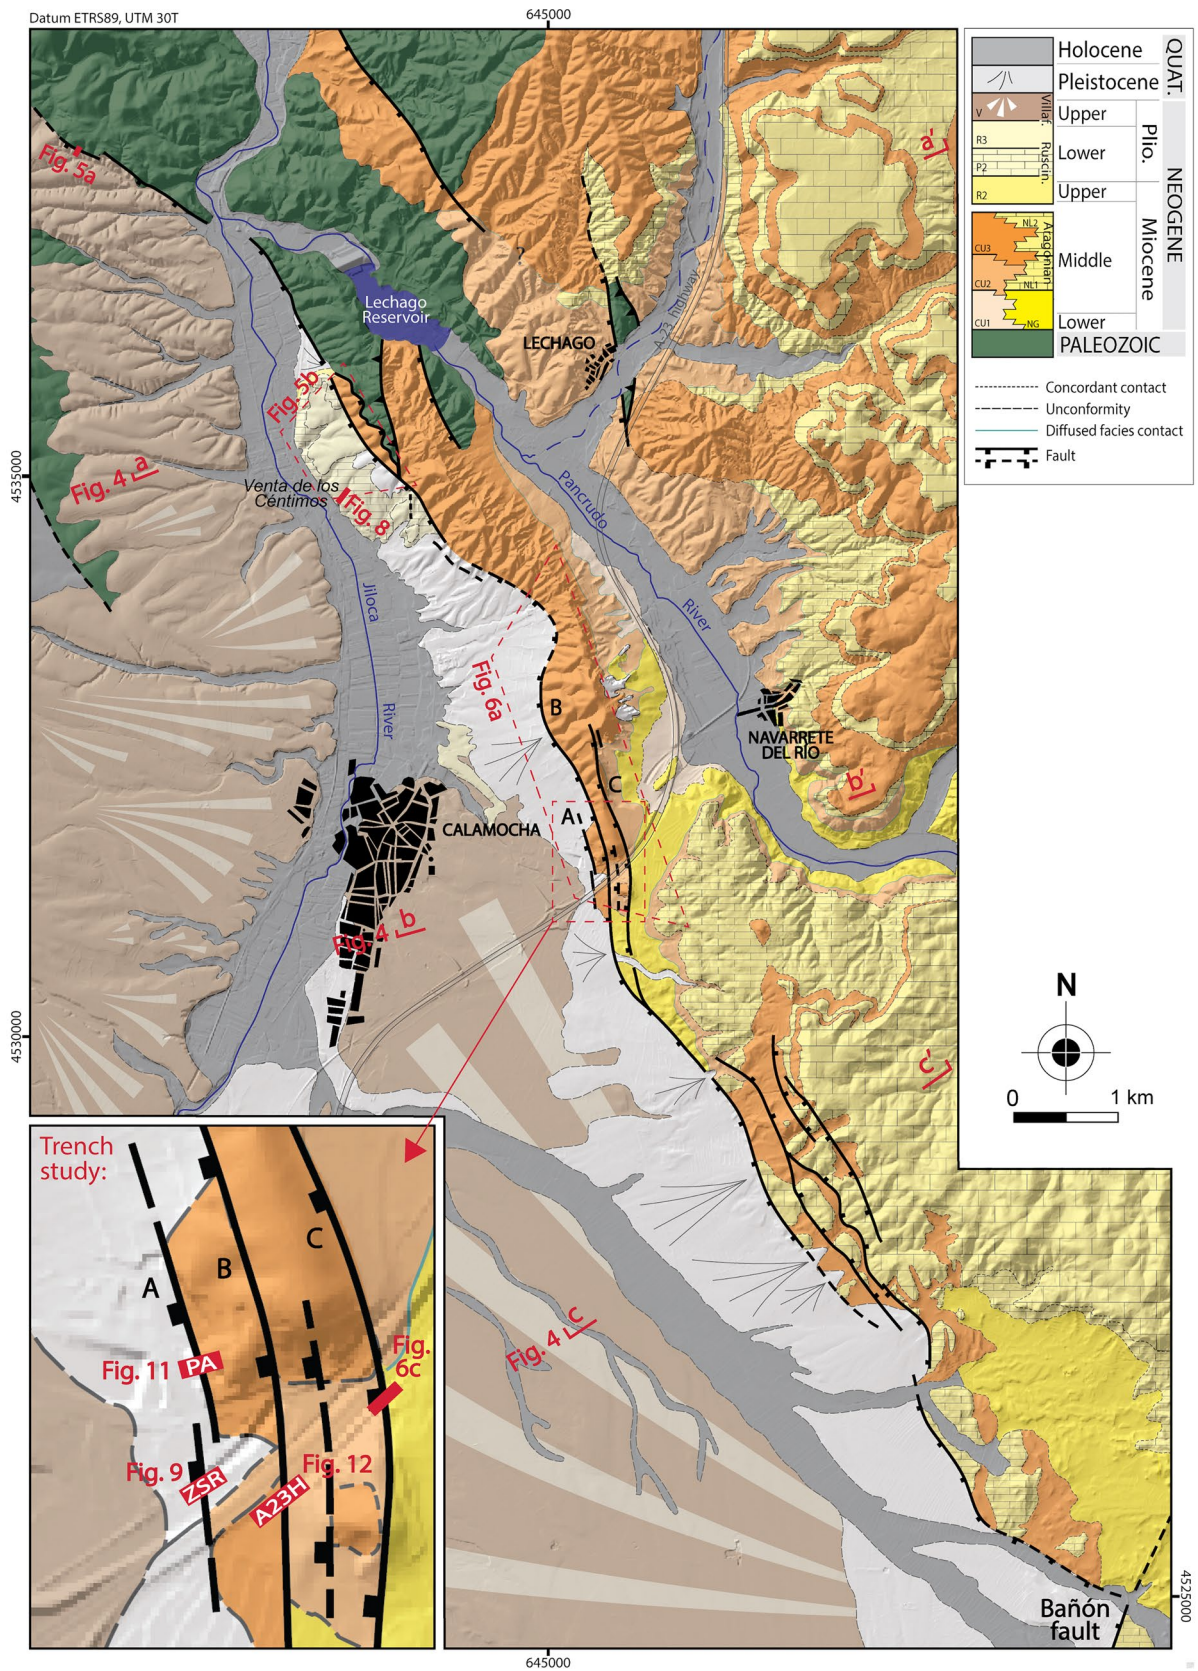 Datum ETRS89, UTM 30T
645000
Holocene
Pleistocene
QUAT.
V
Villaf.
Upper
R3
P2
Ruscin.
Lower
Plio.
R2
Upper
NEOGENE
CU3
NL2
Aragonian
Middle
Miocene
CU2
NL1
CU1
NG
Lower
PALEOZOIC
Concordant contact
Unconformity
Diffused facies contact
Fault
Fig. 5a
a'
?
A-23 highway
Lechago
Reservoir
LECHAGO
Fig. 5b
4535000
Fig. 4 a
Venta de los
Céntimos
Fig. 8
Pancrudo
River
Jiloca
River
Fig. 6a
B
NAVARRETE
DEL RÍO
b'
C
A
CALAMOCHA
Fig. 4 b
4530000
c'
N
0 1 km
Trench
study:
C
B
A
Fig. 11 PA
Fig.
6c
Fig. 9
ZSR
Fig. 12
A23H
Fig. 4 c
4525000
Bañón
fault
645000